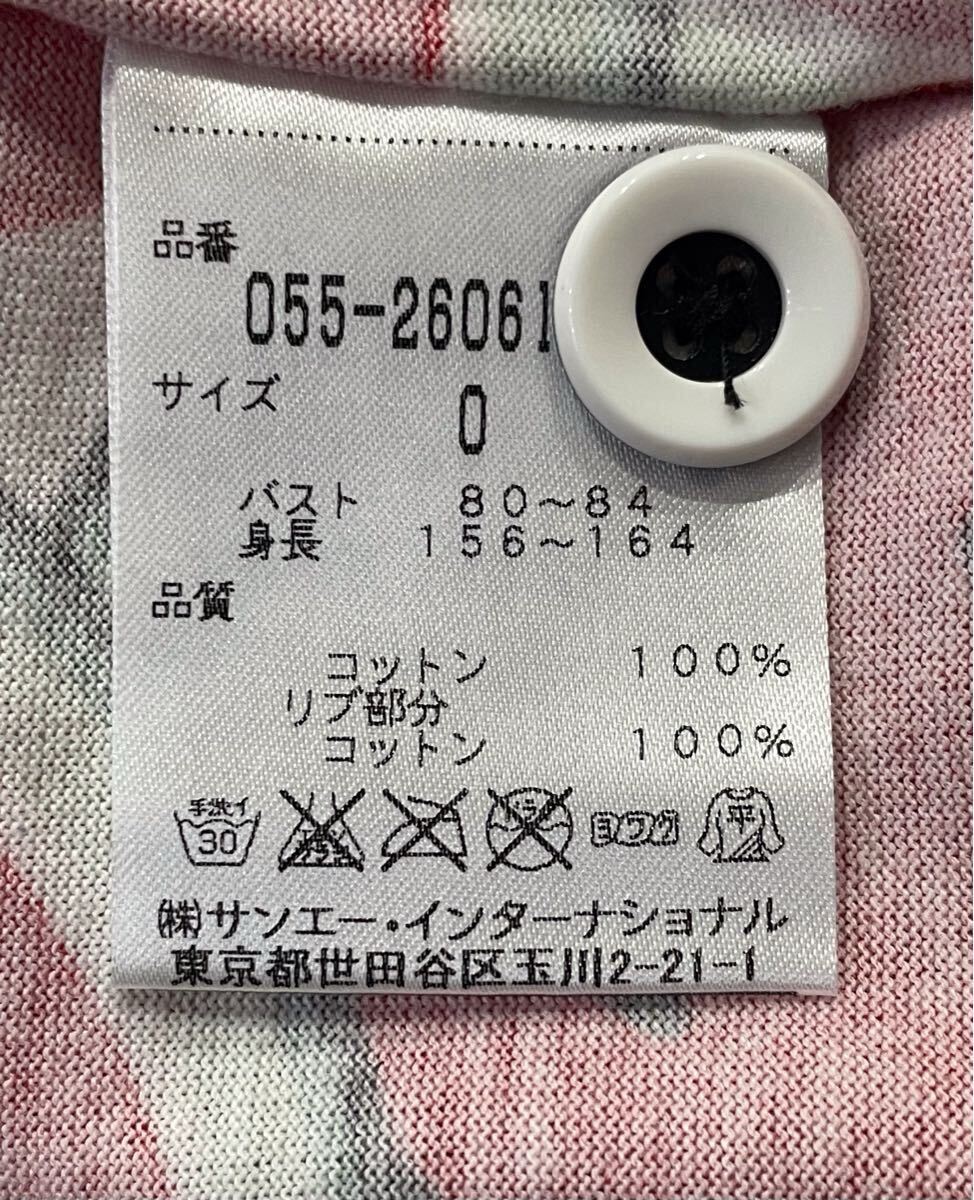 品番
055-26061
サイズ
0
バスト 80～84
身長 156～164
品質
コットン 100%
リブ部分
コットン 100%
手洗イ 30 ヨワク 平
㈱サンエー・インターナショナル
東京都世田谷区玉川2-21-1